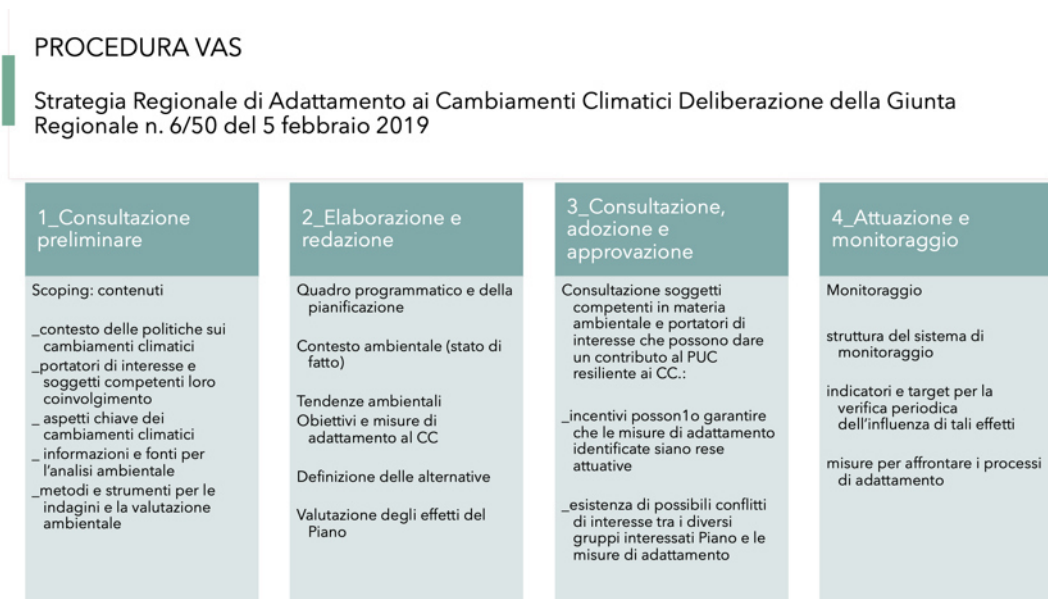 PROCEDURA VAS
Strategia Regionale di Adattamento ai Cambiamenti Climatici Deliberazione della Giunta
Regionale n. 6/50 del 5 febbraio 2019
1_Consultazione
preliminare
Scoping: contenuti
_contesto delle politiche sui
cambiamenti climatici
_portatori di interesse e
soggetti competenti loro
coinvolgimento
_ aspetti chiave dei
cambiamenti climatici
_ informazioni e fonti per
l'analisi ambientale
_metodi e strumenti per le
indagini e la valutazione
ambientale
2_Elaborazione e
redazione
Quadro programmatico e della
pianificazione
Contesto ambientale (stato di
fatto)
Tendenze ambientali
Obiettivi e misure di
adattamento al CC
Definizione delle alternative
Valutazione degli effetti del
Piano
3_Consultazione,
adozione e
approvazione
Consultazione soggetti
competenti in materia
ambientale e portatori di
interesse che possono dare
un contributo al PUC
resiliente ai CC.:
_incentivi posson1o garantire
che le misure di adattamento
identificate siano rese
attuative
_esistenza di possibili conflitti
di interesse tra i diversi
gruppi interessati Piano e le
misure di adattamento
4_Attuazione e
monitoraggio
Monitoraggio
struttura del sistema di
monitoraggio
indicatori e target per la
verifica periodica
dell'influenza di tali effetti
misure per affrontare i processi
di adattamento